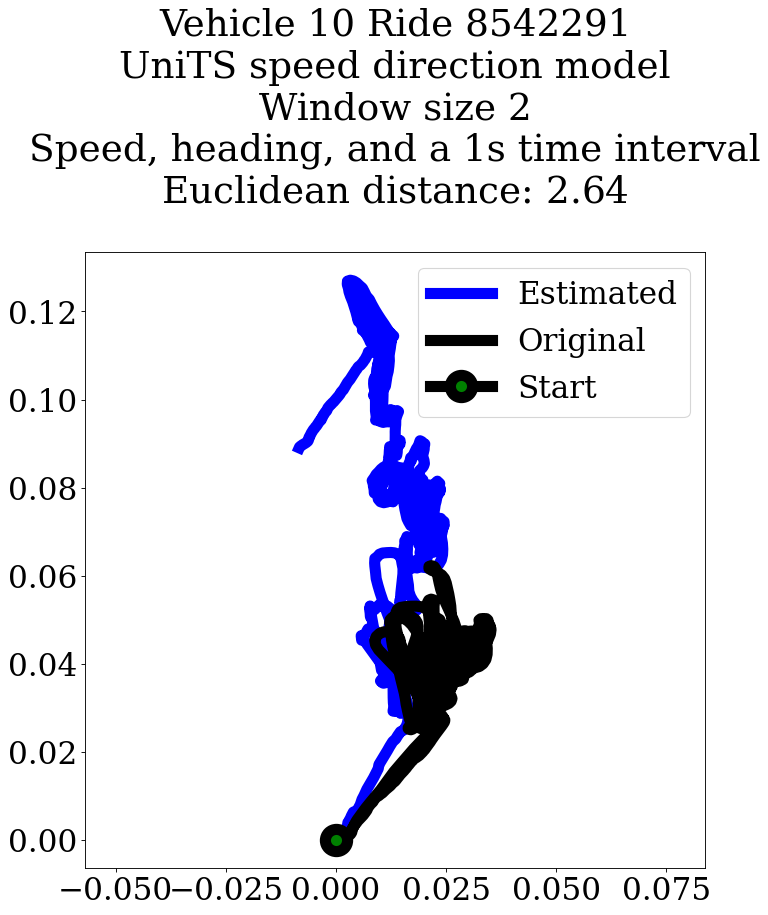 Vehicle 10 Ride 8542291
UniTS speed direction model
Window size 2
Speed, heading, and a 1s time interval
Euclidean distance: 2.64
Estimated
Original
Start
0.12
0.10
0.08
0.06
0.04
0.02
0.00
−0.050 −0.025 0.000 0.025 0.050 0.075